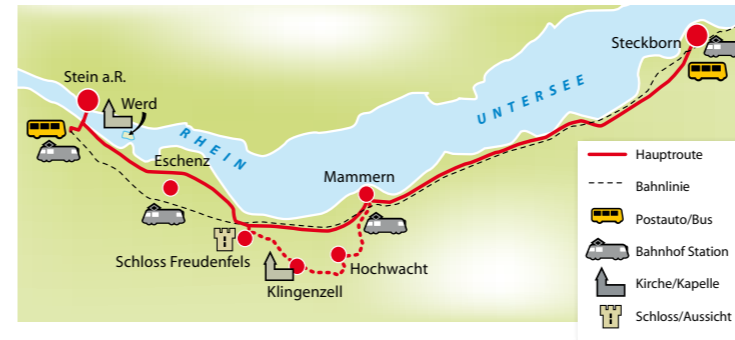 Steckborn
Stein a.R.
Werd
UNTERSEE
RHEIN
Eschenz
Mammern
Schloss Freudenfels
Hochwacht
Klingenzell
Hauptroute
Bahnlinie
Postauto/Bus
Bahnhof Station
Kirche/Kapelle
Schloss/Aussicht